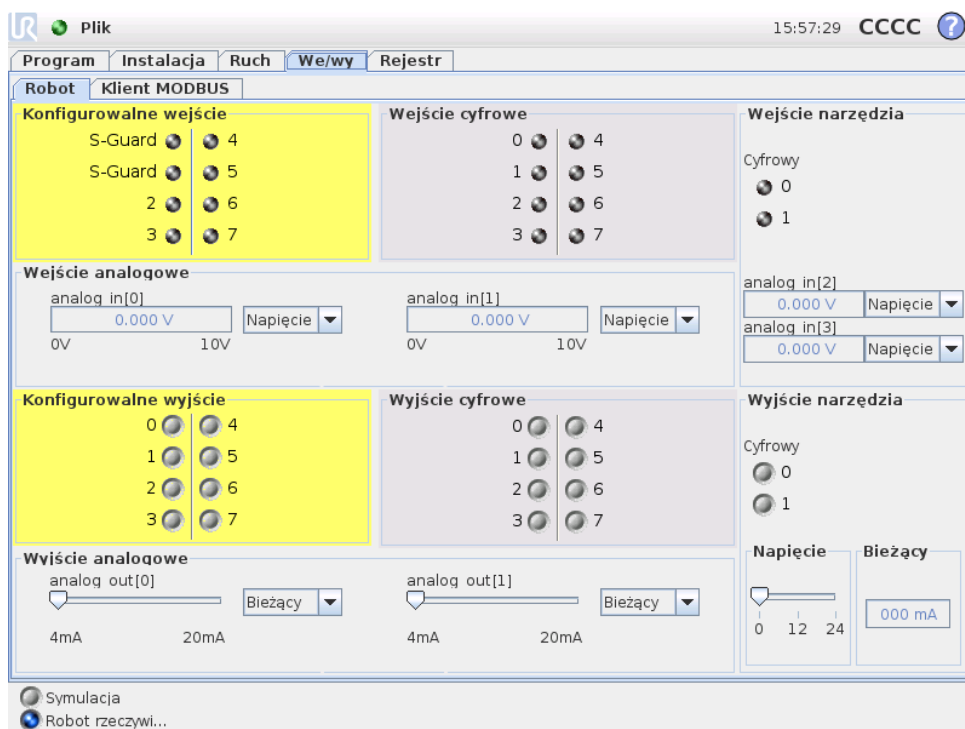 UR Plik 15:57:29 CCCC ?
Program Instalacja Ruch We/wy Rejestr
Robot Klient MODBUS
Konfigurowalne wejście
S-Guard 4
S-Guard 5
2 6
3 7
Wejście cyfrowe
0 4
1 5
2 6
3 7
Wejście narzędzia
Cyfrowy
0
1
analog in[2]
0.000 V Napięcie
analog in[3]
0.000 V Napięcie
Wejście analogowe
analog in[0]
0.000 V Napięcie
0V 10V
analog in[1]
0.000 V Napięcie
0V 10V
Konfigurowalne wyjście
0 4
1 5
2 6
3 7
Wyjście cyfrowe
0 4
1 5
2 6
3 7
Wyjście narzędzia
Cyfrowy
0
1
Napięcie
0 12 24
Bieżący
000 mA
Wyjście analogowe
analog out[0]
Bieżący
4mA 20mA
analog out[1]
Bieżący
4mA 20mA
Symulacja
Robot rzeczywi...